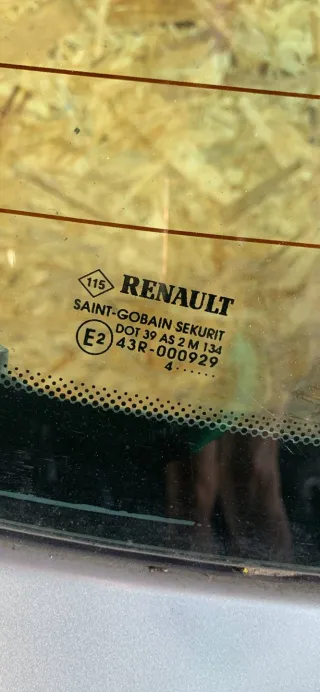 115 RENAULT
SAINT-GOBAIN SEKURIT
E2 DOT 39 AS 2 M 134
43R-000929
4······